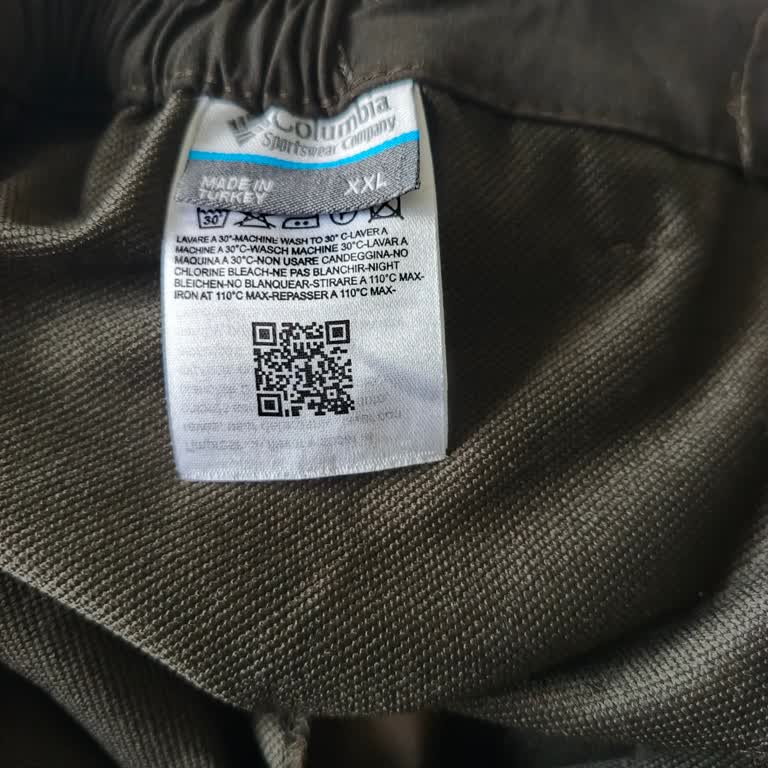 Columbia
Sportswear Company
MADE IN
TURKEY
XXL
30
LAVARE A 30°-MACHINE WASH TO 30° C-LAVER A
MACHINE A 30°C-WASCH MACHINE 30°C-LAVAR A
MAQUINA A 30°C-NON USARE CANDEGGINA-NO
CHLORINE BLEACH-NE PAS BLANCHIR-NIGHT
BLEICHEN-NO BLANQUEAR-STIRARE A 110°C MAX-
IRON AT 110°C MAX-REPASSER A 110°C MAX-